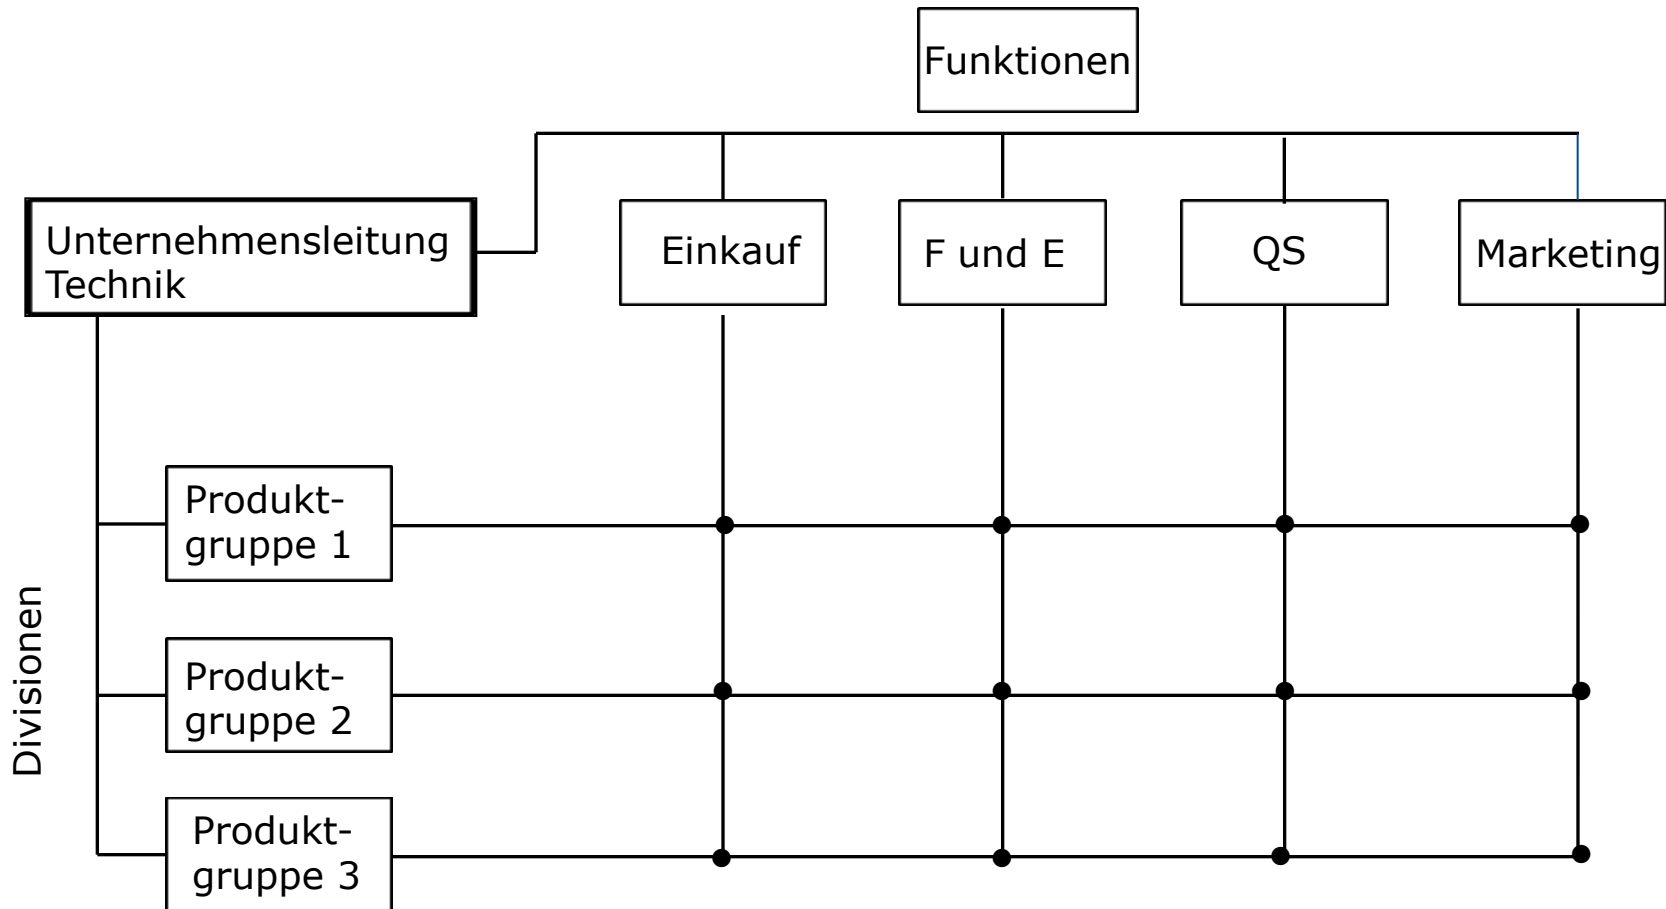 Funktionen
Unternehmensleitung
Technik
Einkauf
F und E
QS
Marketing
Divisionen
Produkt-
gruppe 1
Produkt-
gruppe 2
Produkt-
gruppe 3